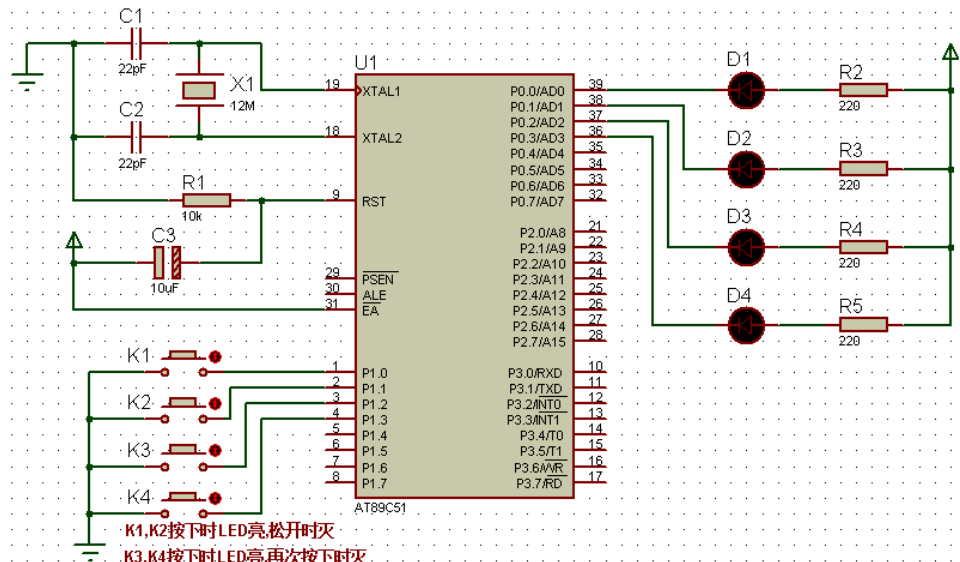 C1
22pF
X1
12M
C2
22pF
R1
10k
C3
10uF
U1
19 XTAL1
18 XTAL2
9 RST
29 PSEN
30 ALE
31 EA
1 P1.0
2 P1.1
3 P1.2
4 P1.3
5 P1.4
6 P1.5
7 P1.6
8 P1.7
P0.0/AD0 39
P0.1/AD1 38
P0.2/AD2 37
P0.3/AD3 36
P0.4/AD4 35
P0.5/AD5 34
P0.6/AD6 33
P0.7/AD7 32
P2.0/A8 21
P2.1/A9 22
P2.2/A10 23
P2.3/A11 24
P2.4/A12 25
P2.5/A13 26
P2.6/A14 27
P2.7/A15 28
P3.0/RXD 10
P3.1/TXD 11
P3.2/INT0 12
P3.3/INT1 13
P3.4/T0 14
P3.5/T1 15
P3.6/WR 16
P3.7/RD 17
AT89C51
D1
R2
220
D2
R3
220
D3
R4
220
D4
R5
220
K1
K2
K3
K4
K1,K2按下时LED亮,松开时灭
K3,K4按下时LED亮,再次按下时灭